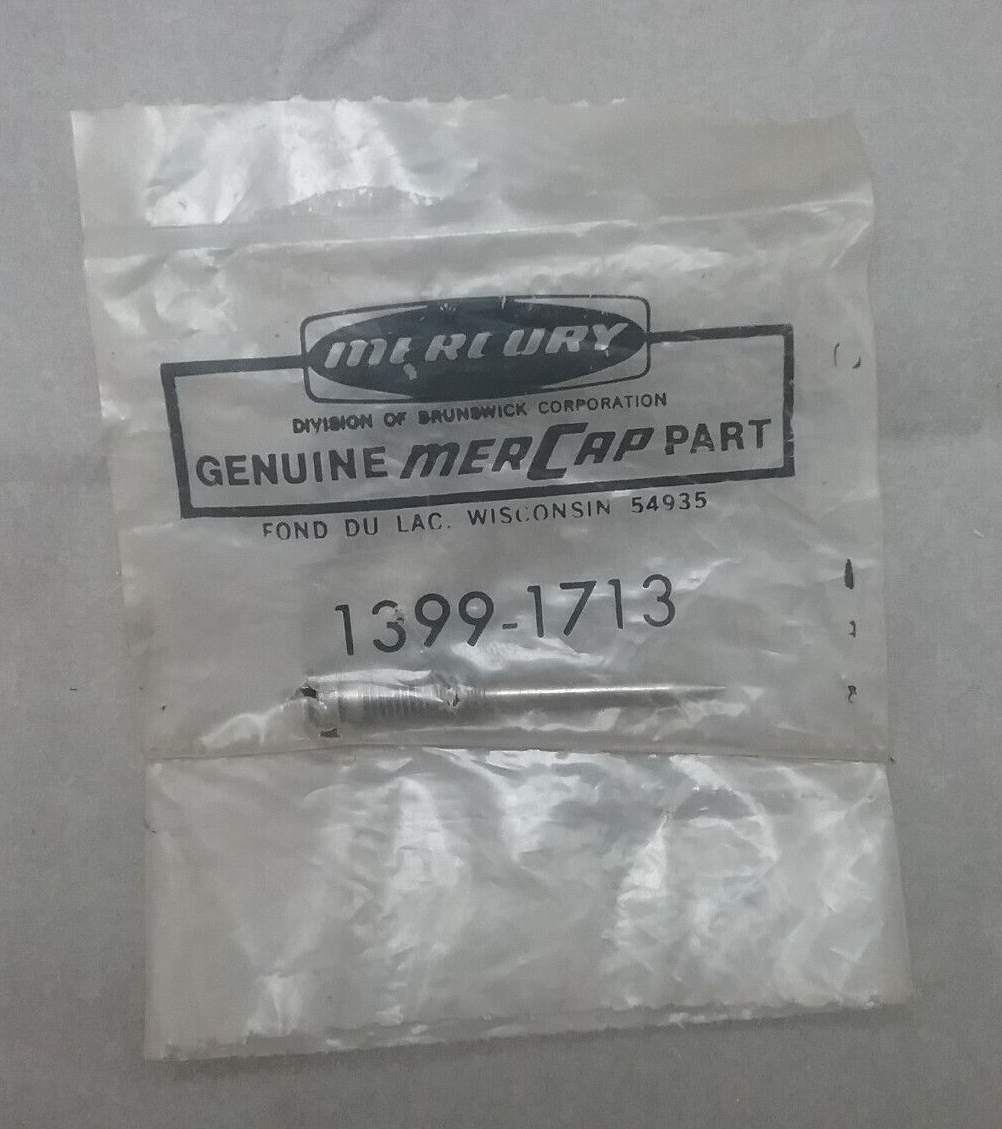 MERCURY
DIVISION OF BRUNSWICK CORPORATION
GENUINE MERCAP PART
FOND DU LAC, WISCONSIN 54935
1399-1713